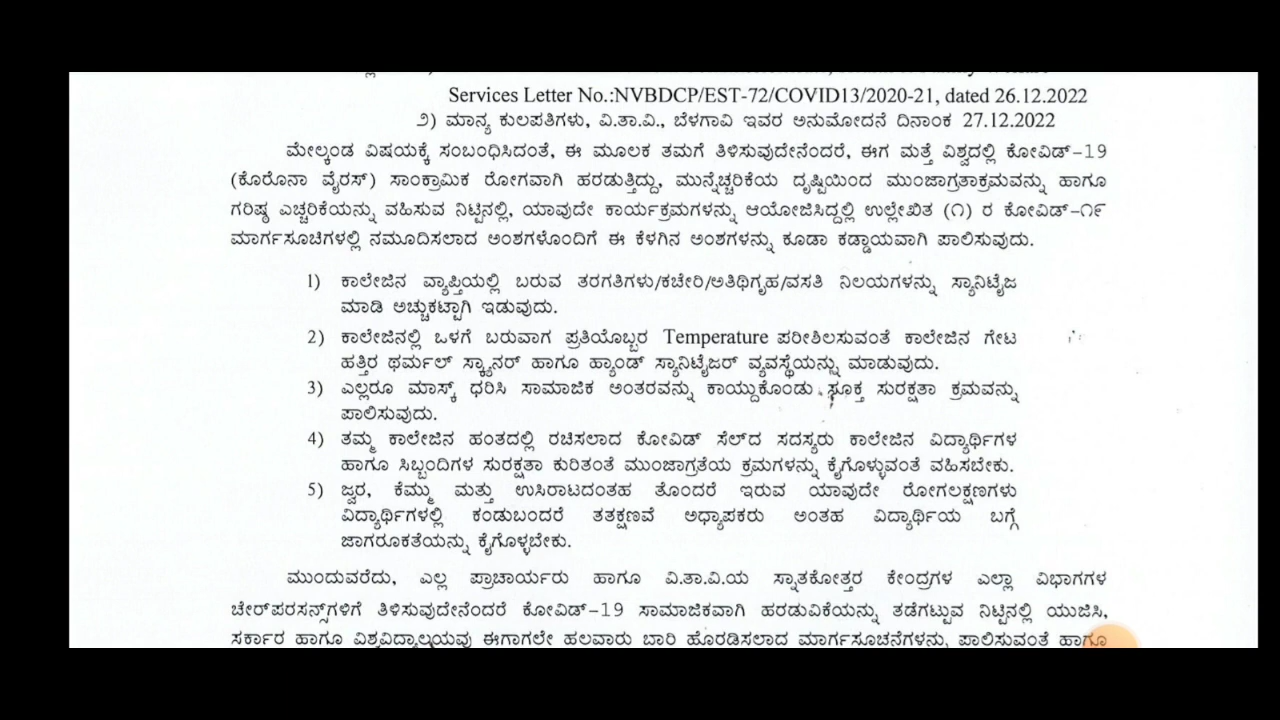 Services Letter No.:NVBDCP/EST-72/COVID13/2020-21, dated 26.12.2022
೨) ಮಾನ್ಯ ಕುಲಪತಿಗಳು, ವಿ.ತಾ.ವಿ., ಬೆಳಗಾವಿ ಇವರ ಅನುಮೋದನೆ ದಿನಾಂಕ 27.12.2022
ಮೇಲ್ಕಂಡ ವಿಷಯಕ್ಕೆ ಸಂಬಂಧಿಸಿದಂತೆ, ಈ ಮೂಲಕ ತಮಗೆ ತಿಳಿಸುವುದೇನೆಂದರೆ, ಈಗ ಮತ್ತೆ ವಿಶ್ವದಲ್ಲಿ ಕೋವಿಡ್-19
(ಕೊರೊನಾ ವೈರಸ್) ಸಾಂಕ್ರಾಮಿಕ ರೋಗವಾಗಿ ಹರಡುತ್ತಿದ್ದು, ಮುನ್ನೆಚ್ಚರಿಕೆಯ ದೃಷ್ಟಿಯಿಂದ ಮುಂಜಾಗ್ರತಾಕ್ರಮವನ್ನು ಹಾಗೂ
ಗರಿಷ್ಠ ಎಚ್ಚರಿಕೆಯನ್ನು ವಹಿಸುವ ನಿಟ್ಟಿನಲ್ಲಿ, ಯಾವುದೇ ಕಾರ್ಯಕ್ರಮಗಳನ್ನು ಆಯೋಜಿಸಿದ್ದಲ್ಲಿ ಉಲ್ಲೇಖಿತ (೧) ರ ಕೋವಿಡ್-೧೯
ಮಾರ್ಗಸೂಚಿಗಳಲ್ಲಿ ನಮೂದಿಸಲಾದ ಅಂಶಗಳೊಂದಿಗೆ ಈ ಕೆಳಗಿನ ಅಂಶಗಳನ್ನು ಕೂಡಾ ಕಡ್ಡಾಯವಾಗಿ ಪಾಲಿಸುವುದು.
1) ಕಾಲೇಜಿನ ವ್ಯಾಪ್ತಿಯಲ್ಲಿ ಬರುವ ತರಗತಿಗಳು/ಕಚೇರಿ/ಅತಿಥಿಗೃಹ/ವಸತಿ ನಿಲಯಗಳನ್ನು ಸ್ಯಾನಿಟೈಜ
ಮಾಡಿ ಅಚ್ಚುಕಟ್ಟಾಗಿ ಇಡುವುದು.
2) ಕಾಲೇಜಿನಲ್ಲಿ ಒಳಗೆ ಬರುವಾಗ ಪ್ರತಿಯೊಬ್ಬರ Temperature ಪರೀಶಿಲಸುವಂತೆ ಕಾಲೇಜಿನ ಗೇಟ
ಹತ್ತಿರ ಥರ್ಮಲ್ ಸ್ಕ್ಯಾನರ್ ಹಾಗೂ ಹ್ಯಾಂಡ್ ಸ್ಯಾನಿಟೈಜರ್ ವ್ಯವಸ್ಥೆಯನ್ನು ಮಾಡುವುದು.
3) ಎಲ್ಲರೂ ಮಾಸ್ಕ್ ಧರಿಸಿ ಸಾಮಾಜಿಕ ಅಂತರವನ್ನು ಕಾಯ್ದುಕೊಂಡು ಸೂಕ್ತ ಸುರಕ್ಷತಾ ಕ್ರಮವನ್ನು
ಪಾಲಿಸುವುದು.
4) ತಮ್ಮ ಕಾಲೇಜಿನ ಹಂತದಲ್ಲಿ ರಚಿಸಲಾದ ಕೋವಿಡ್ ಸೆಲ್‌ದ ಸದಸ್ಯರು ಕಾಲೇಜಿನ ವಿದ್ಯಾರ್ಥಿಗಳ
ಹಾಗೂ ಸಿಬ್ಬಂದಿಗಳ ಸುರಕ್ಷತಾ ಕುರಿತಂತೆ ಮುಂಜಾಗ್ರತೆಯ ಕ್ರಮಗಳನ್ನು ಕೈಗೊಳ್ಳುವಂತೆ ವಹಿಸಬೇಕು.
5) ಜ್ವರ, ಕೆಮ್ಮು ಮತ್ತು ಉಸಿರಾಟದಂತಹ ತೊಂದರೆ ಇರುವ ಯಾವುದೇ ರೋಗಲಕ್ಷಣಗಳು
ವಿದ್ಯಾರ್ಥಿಗಳಲ್ಲಿ ಕಂಡುಬಂದರೆ ತತಕ್ಷಣವೆ ಅಧ್ಯಾಪಕರು ಅಂತಹ ವಿದ್ಯಾರ್ಥಿಯ ಬಗ್ಗೆ
ಜಾಗರೂಕತೆಯನ್ನು ಕೈಗೊಳ್ಳಬೇಕು.
ಮುಂದುವರೆದು, ಎಲ್ಲ ಪ್ರಾಚಾರ್ಯರು ಹಾಗೂ ವಿ.ತಾ.ವಿ.ಯ ಸ್ನಾತಕೋತ್ತರ ಕೇಂದ್ರಗಳ ಎಲ್ಲಾ ವಿಭಾಗಗಳ
ಚೇರ್‌ಪರಸನ್ಸ್‌ಗಳಿಗೆ ತಿಳಿಸುವುದೇನೆಂದರೆ ಕೋವಿಡ್-19 ಸಾಮಾಜಿಕವಾಗಿ ಹರಡುವಿಕೆಯನ್ನು ತಡೆಗಟ್ಟುವ ನಿಟ್ಟಿನಲ್ಲಿ ಯುಜಿಸಿ,
ಸರ್ಕಾರ ಹಾಗೂ ವಿಶ್ವವಿದ್ಯಾಲಯವು ಈಗಾಗಲೇ ಹಲವಾರು ಬಾರಿ ಹೊರಡಿಸಲಾದ ಮಾರ್ಗಸೂಚನೆಗಳನ್ನು ಪಾಲಿಸುವಂತೆ ಹಾಗೂ